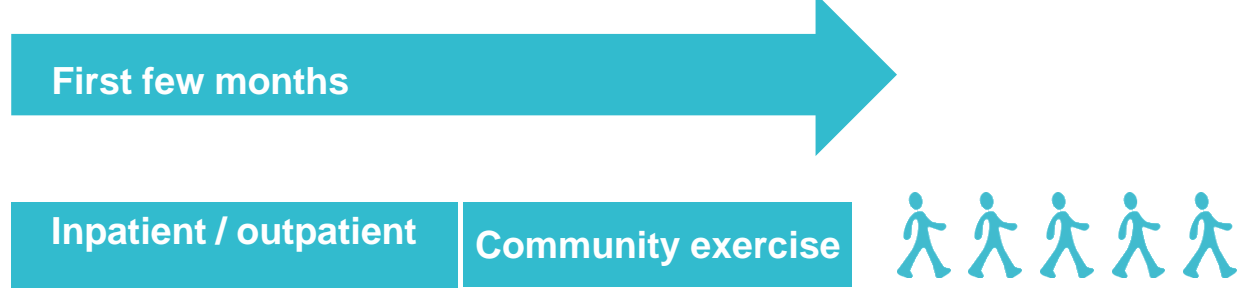 First few months
Inpatient / outpatient
Community exercise